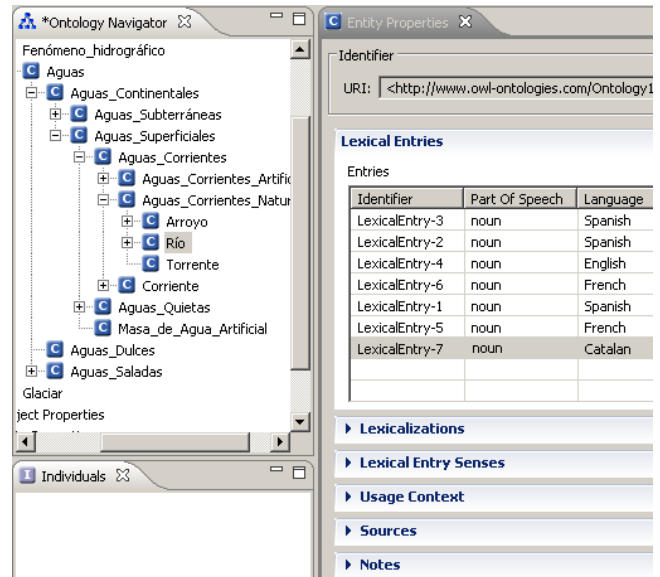 *Ontology Navigator
Fenómeno_hidrográfico
C Aguas
C Aguas_Continentales
C Aguas_Subterráneas
C Aguas_Superficiales
C Aguas_Corrientes
C Aguas_Corrientes_Artific
C Aguas_Corrientes_Natur
C Arroyo
C Río
C Torrente
C Corriente
C Aguas_Quietas
C Masa_de_Agua_Artificial
C Aguas_Dulces
C Aguas_Saladas
Glaciar
ject Properties
I Individuals
C Entity Properties
Identifier
URI: <http://www.owl-ontologies.com/Ontology1
Lexical Entries
Entries
Identifier Part Of Speech Language
LexicalEntry-3 noun Spanish
LexicalEntry-2 noun Spanish
LexicalEntry-4 noun English
LexicalEntry-6 noun French
LexicalEntry-1 noun Spanish
LexicalEntry-5 noun French
LexicalEntry-7 noun Catalan
Lexicalizations
Lexical Entry Senses
Usage Context
Sources
Notes